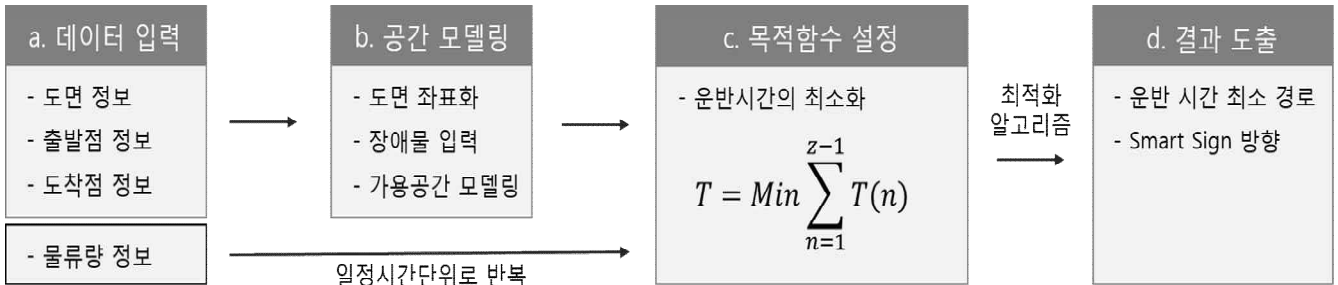 a. 데이터 입력
- 도면 정보
- 출발점 정보
- 도착점 정보
- 물류량 정보
일정시간단위로 반복
b. 공간 모델링
- 도면 좌표화
- 장애물 입력
- 가용공간 모델링
c. 목적함수 설정
- 운반시간의 최소화
z−1
T = Min ∑ T(n)
n=1
최적화
알고리즘
d. 결과 도출
- 운반 시간 최소 경로
- Smart Sign 방향